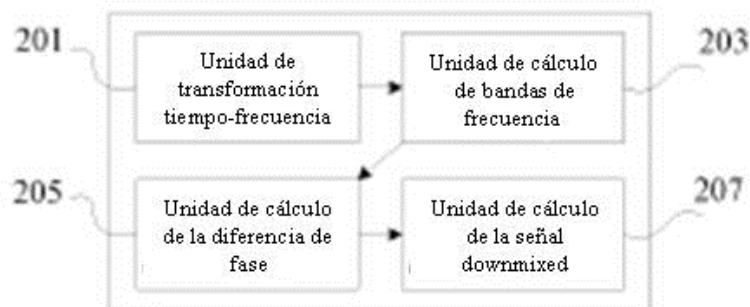 201
Unidad de
transformación
tiempo-frecuencia
Unidad de cálculo
de bandas de
frecuencia
203
205
Unidad de cálculo
de la diferencia de
fase
Unidad de cálculo
de la señal
downmixed
207